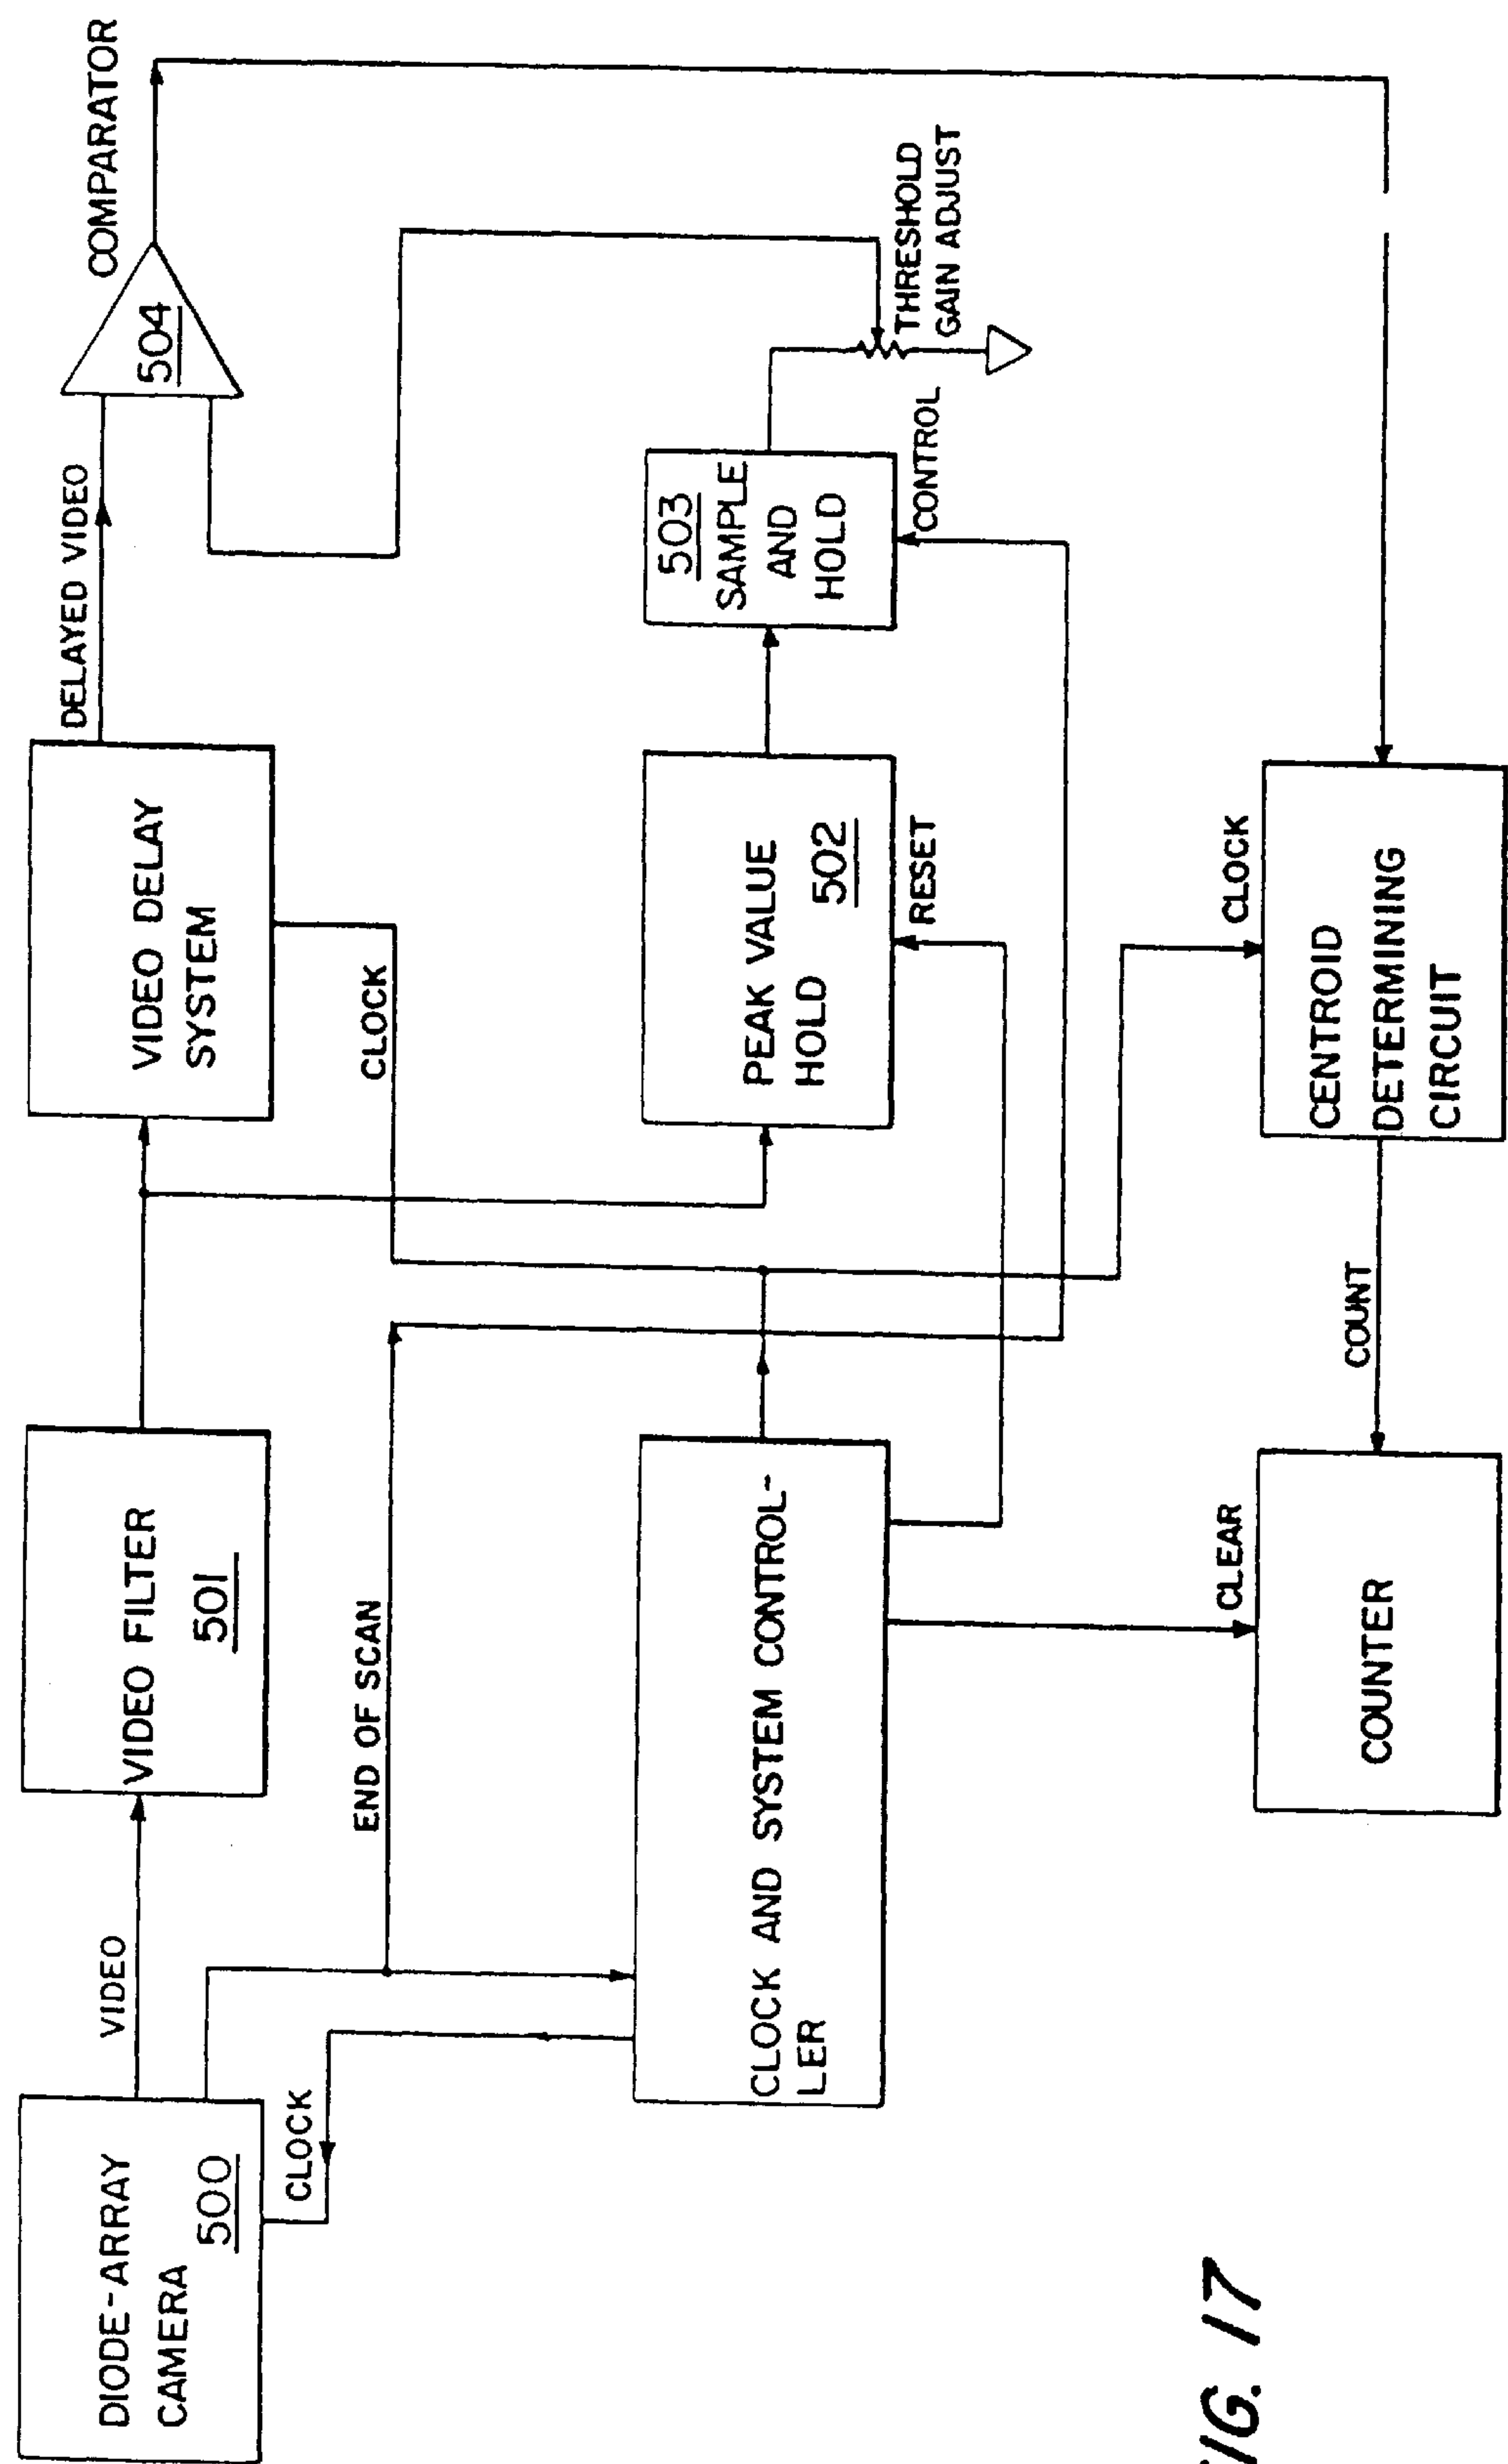 DIODE-ARRAY
CAMERA
500
VIDEO
VIDEO FILTER
501
VIDEO DELAY
SYSTEM
DELAYED VIDEO
COMPARATOR
504
CLOCK
END OF SCAN
CLOCK
CLOCK AND SYSTEM CONTROL-
LER
PEAK VALUE
HOLD 502
RESET
503
SAMPLE
AND
HOLD
CONTROL
THRESHOLD
GAIN ADJUST
CLEAR
COUNTER
COUNT
CLOCK
CENTROID
DETERMINING
CIRCUIT
FIG. 17